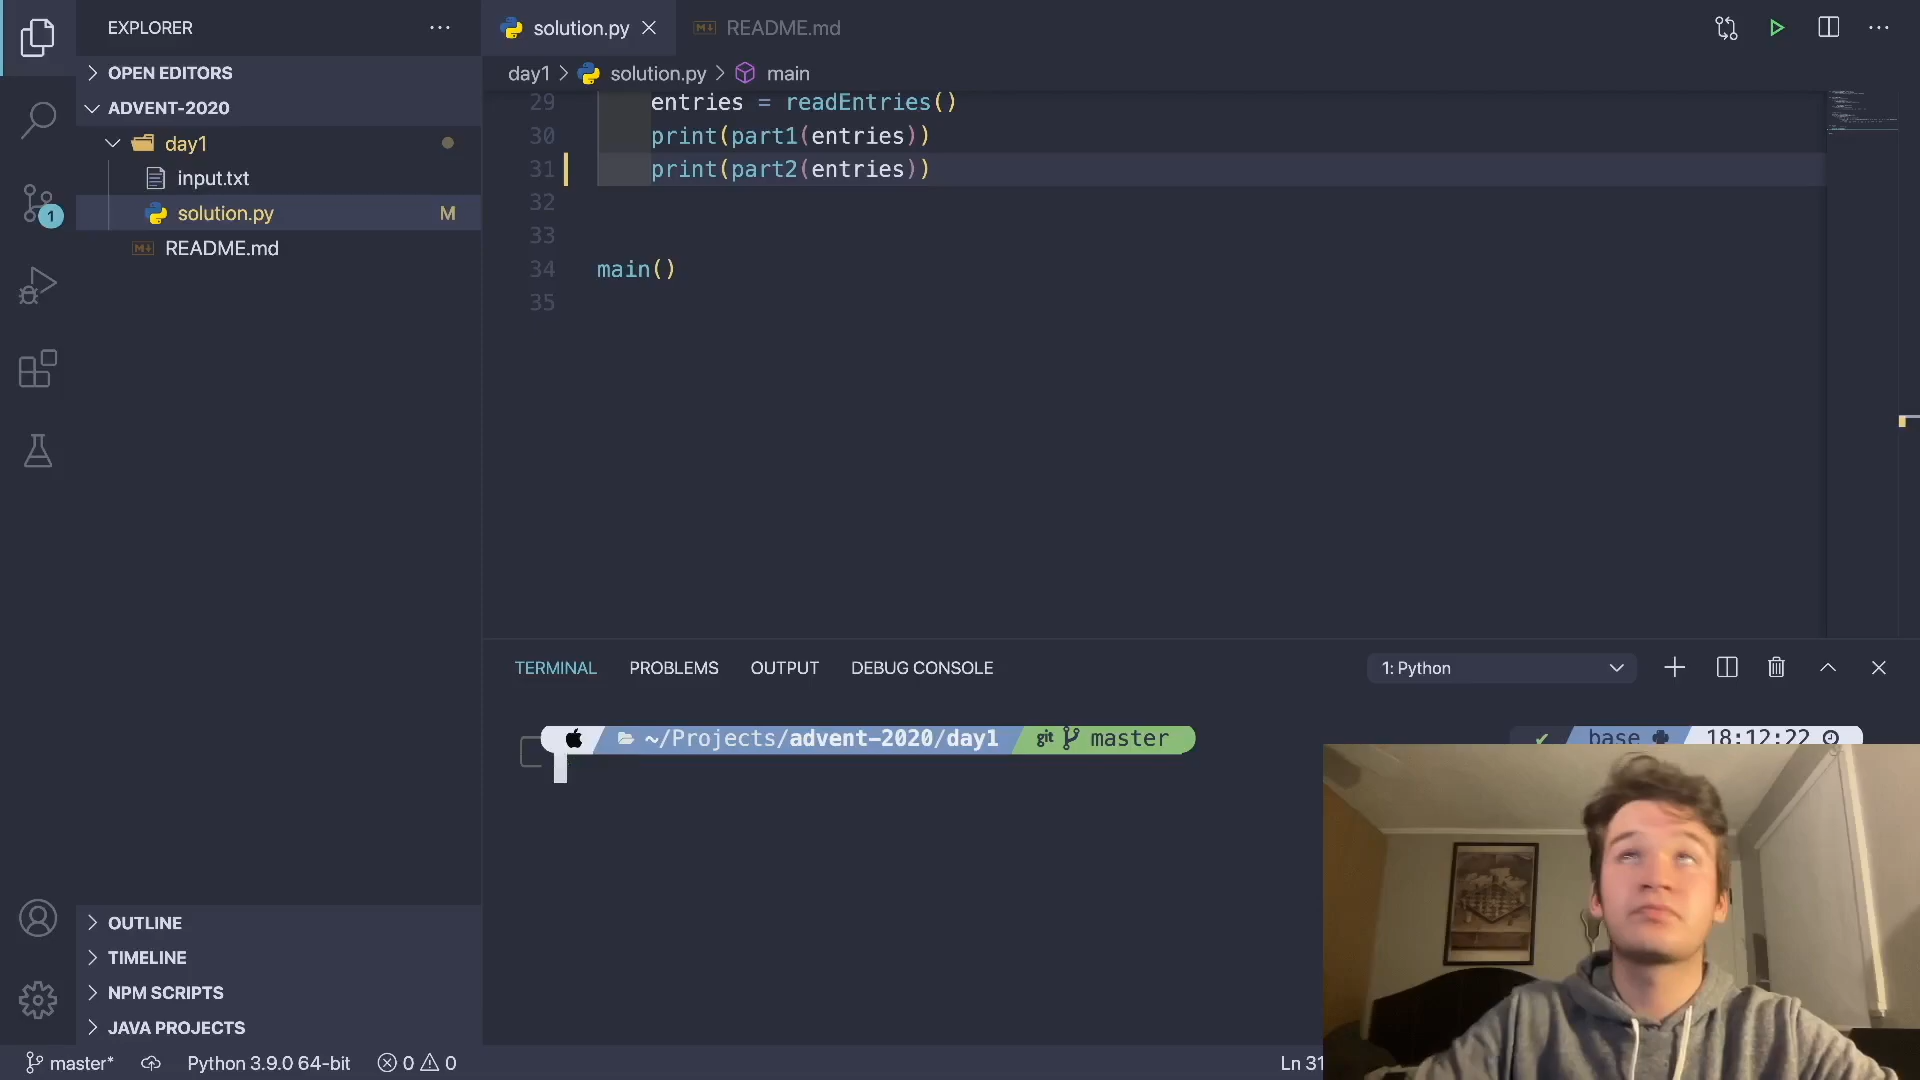 EXPLORER
OPEN EDITORS
ADVENT-2020
day1
input.txt
solution.py M
README.md
1
solution.py
README.md
day1 > solution.py > main
29 entries = readEntries()
30 print(part1(entries))
31 print(part2(entries))
32
33
34 main()
35
TERMINAL PROBLEMS OUTPUT DEBUG CONSOLE
1: Python
~/Projects/advent-2020/day1 git master
base 18:12:22
OUTLINE
TIMELINE
NPM SCRIPTS
JAVA PROJECTS
master* Python 3.9.0 64-bit 0 0
Ln 31